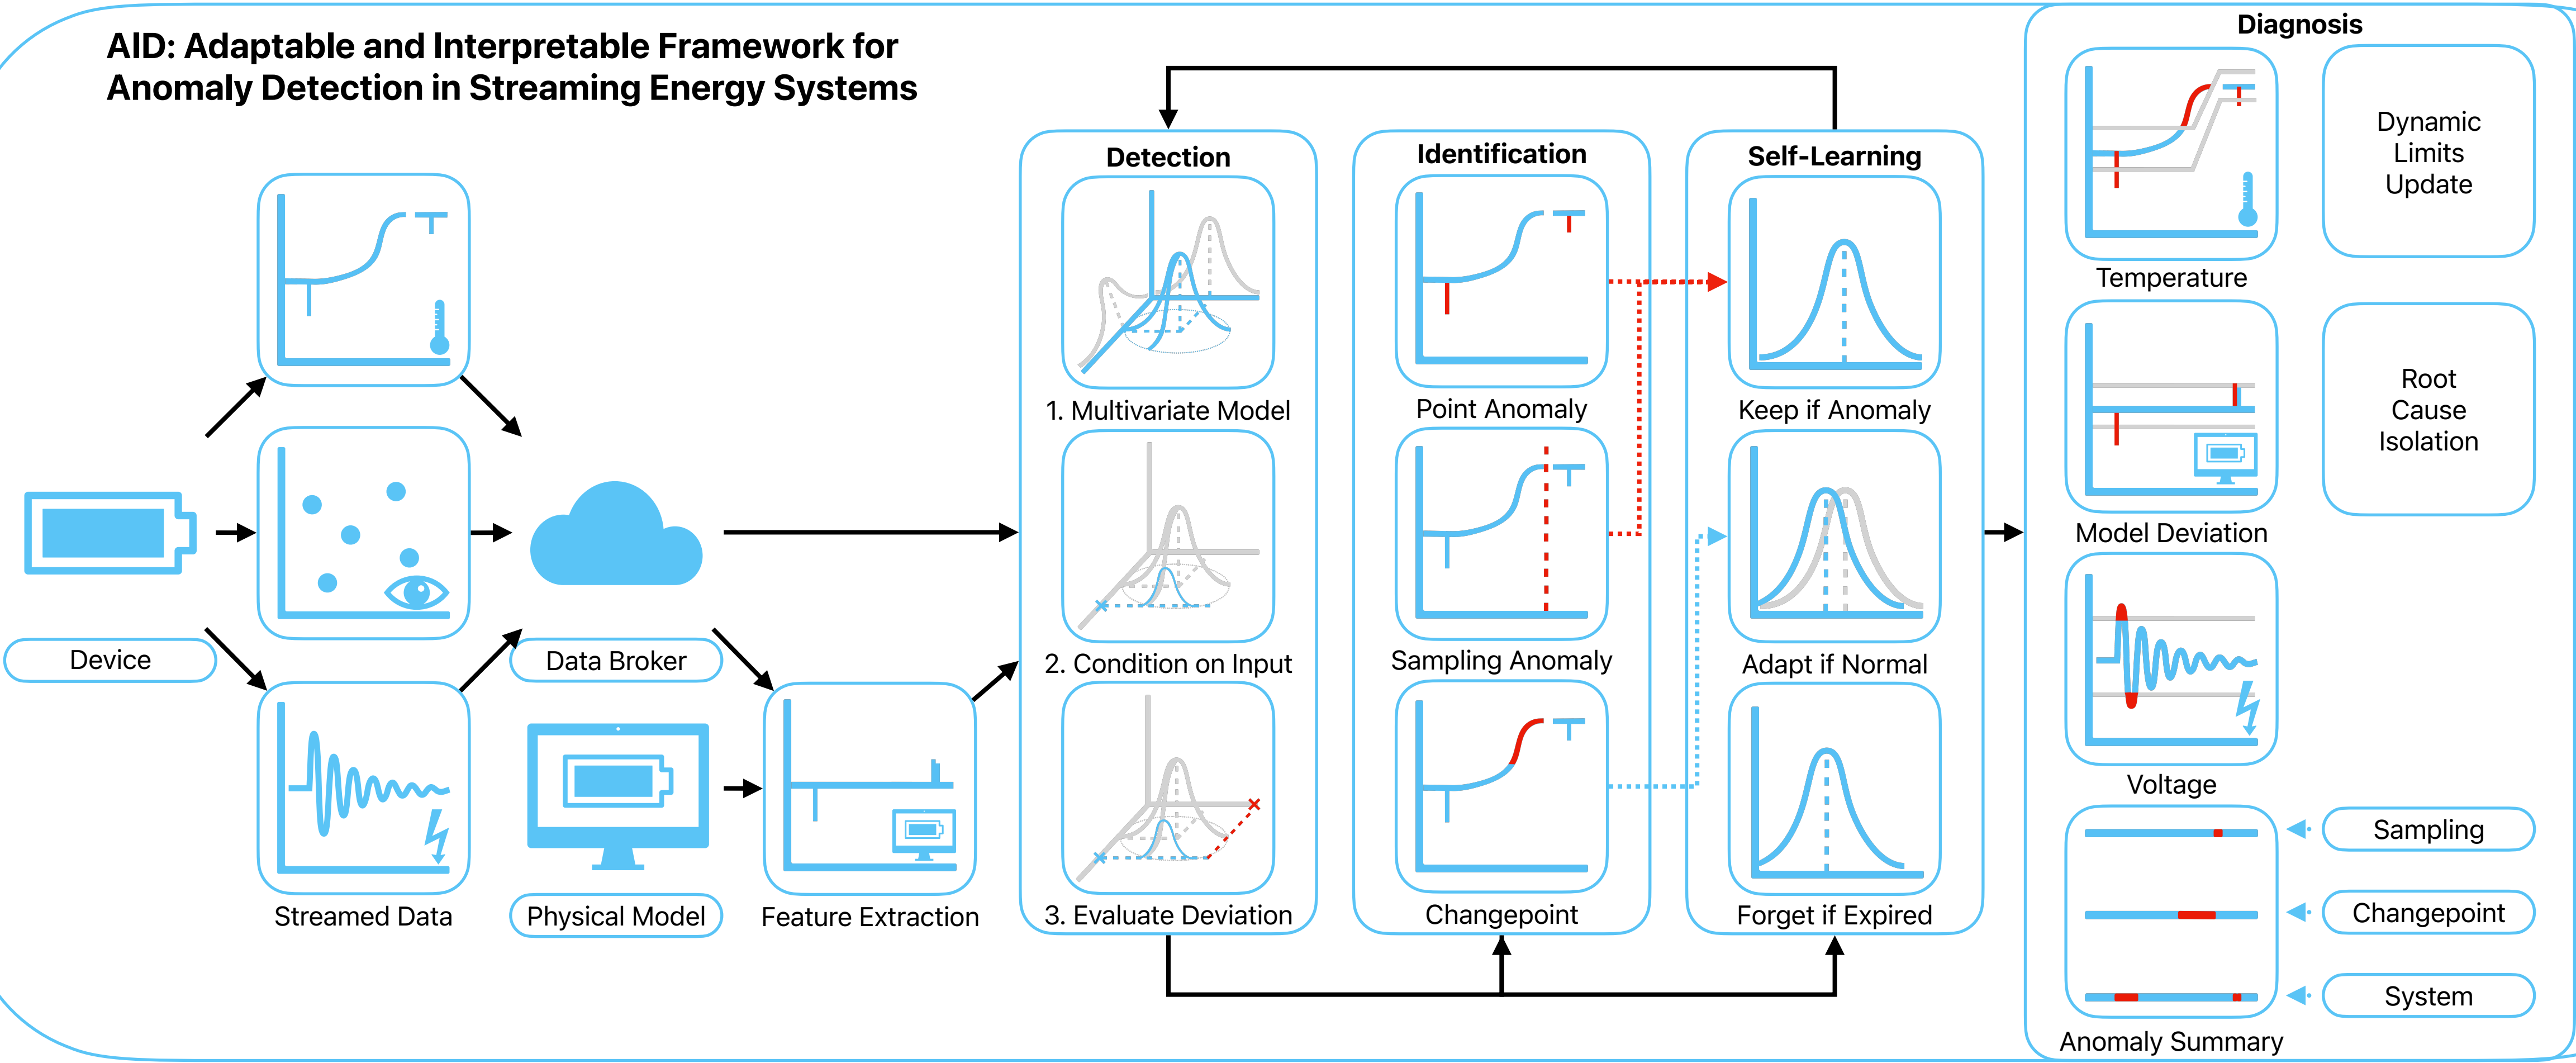 AID: Adaptable and Interpretable Framework for
Anomaly Detection in Streaming Energy Systems
Device
Streamed Data
Data Broker
Physical Model
Feature Extraction
Detection
1. Multivariate Model
2. Condition on Input
3. Evaluate Deviation
Identification
Point Anomaly
Sampling Anomaly
Changepoint
Self-Learning
Keep if Anomaly
Adapt if Normal
Forget if Expired
Diagnosis
Temperature
Dynamic
Limits
Update
Model Deviation
Root
Cause
Isolation
Voltage
Sampling
Changepoint
System
Anomaly Summary